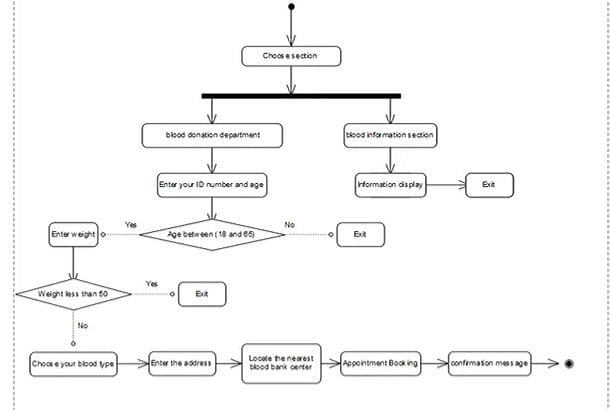 Choose section
blood donation department
blood information section
Enter your ID number and age
Information display
Exit
Yes
No
Enter weight
Age between (18 and 65)
Exit
Yes
Weight less than 50
Exit
No
Choose your blood type
Enter the address
Locate the nearest
blood bank center
Appointment Booking
confirmation message